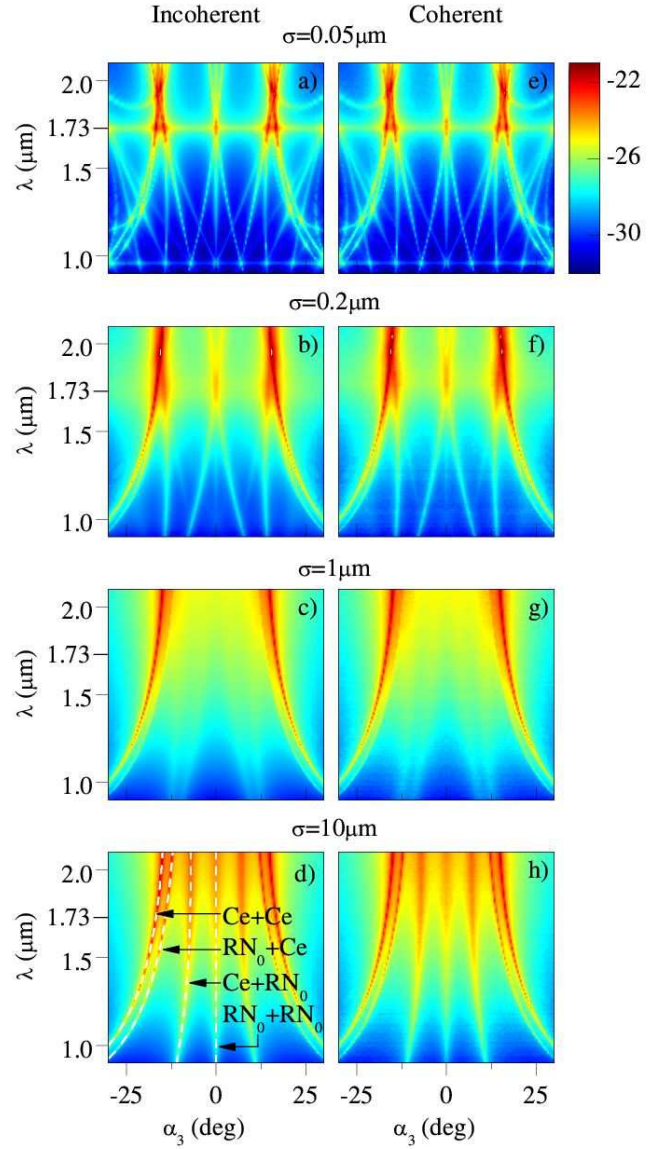 Incoherent Coherent
σ=0.05μm
a) e)
2.0
1.73
1.5
1.0
λ (μm)
-22
-26
-30
σ=0.2μm
b) f)
2.0
1.73
1.5
1.0
λ (μm)
σ=1μm
c) g)
2.0
1.73
1.5
1.0
λ (μm)
σ=10μm
d) h)
2.0
1.73
1.5
1.0
λ (μm)
Ce+Ce
RN₀+Ce
Ce+RN₀
RN₀+RN₀
-25 0 25 -25 0 25
α₃ (deg) α₃ (deg)